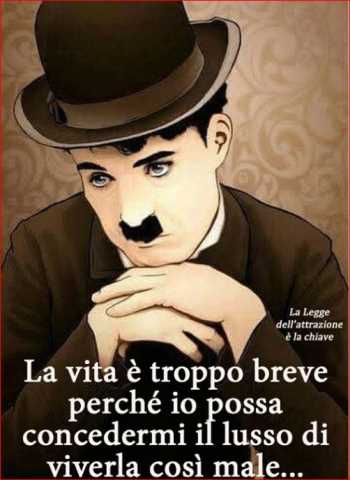 La Legge
dell'attrazione
è la chiave
La vita è troppo breve
perché io possa
concedermi il lusso di
viverla così male...